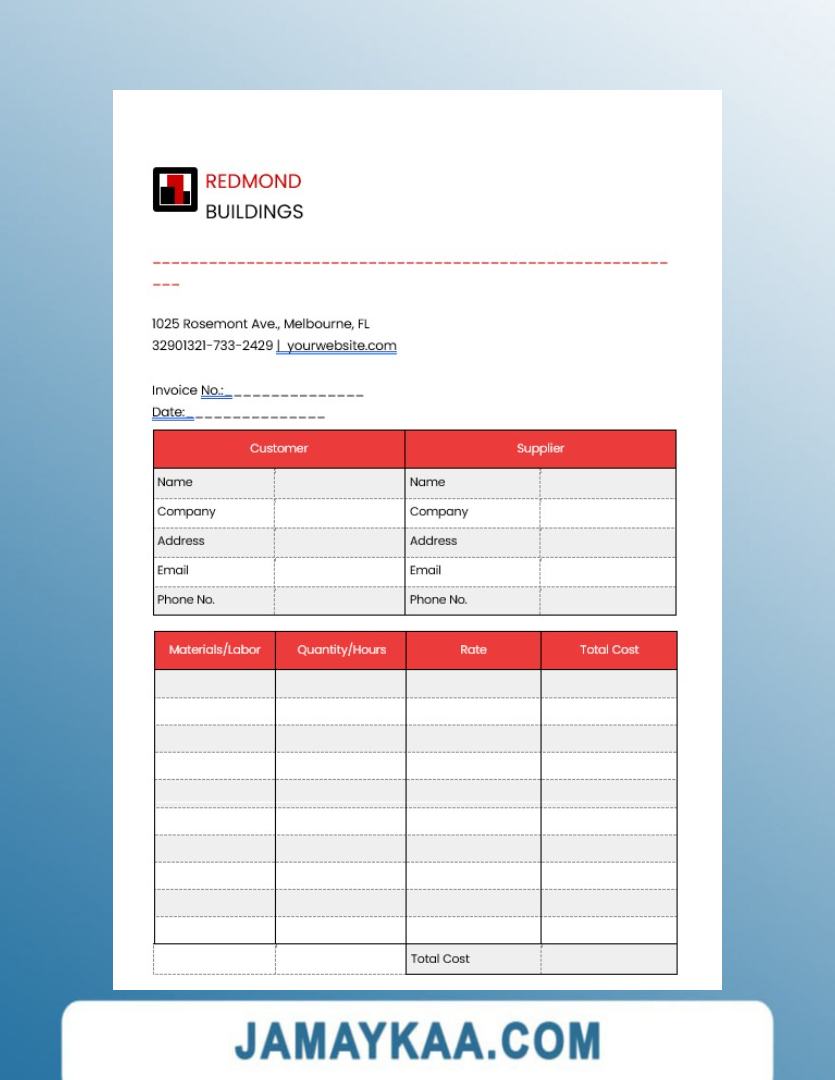 REDMOND
BUILDINGS
1025 Rosemont Ave., Melbourne, FL
32901321-733-2429 | yourwebsite.com
Invoice No.:_______________
Date:_______________
Customer Supplier
Name Name
Company Company
Address Address
Email Email
Phone No. Phone No.
Materials/Labor Quantity/Hours Rate Total Cost
Total Cost
JAMAYKAA.COM